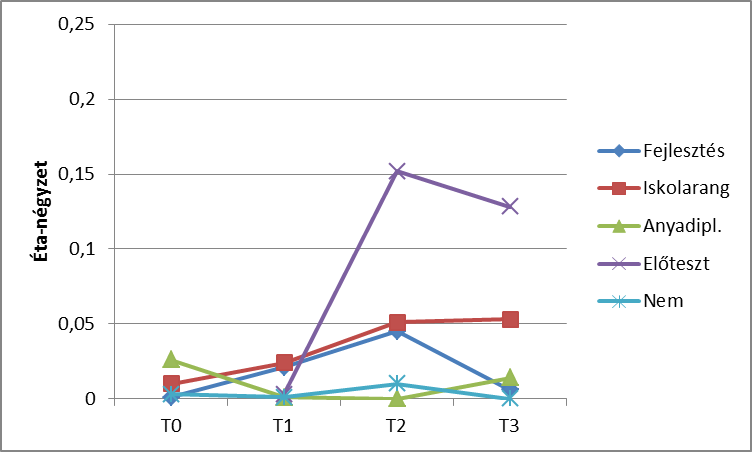 0,25
0,2
0,15
0,1
0,05
0
Éta-négyzet
T0 T1 T2 T3
Fejlesztés
Iskolarang
Anyadipl.
Előteszt
Nem